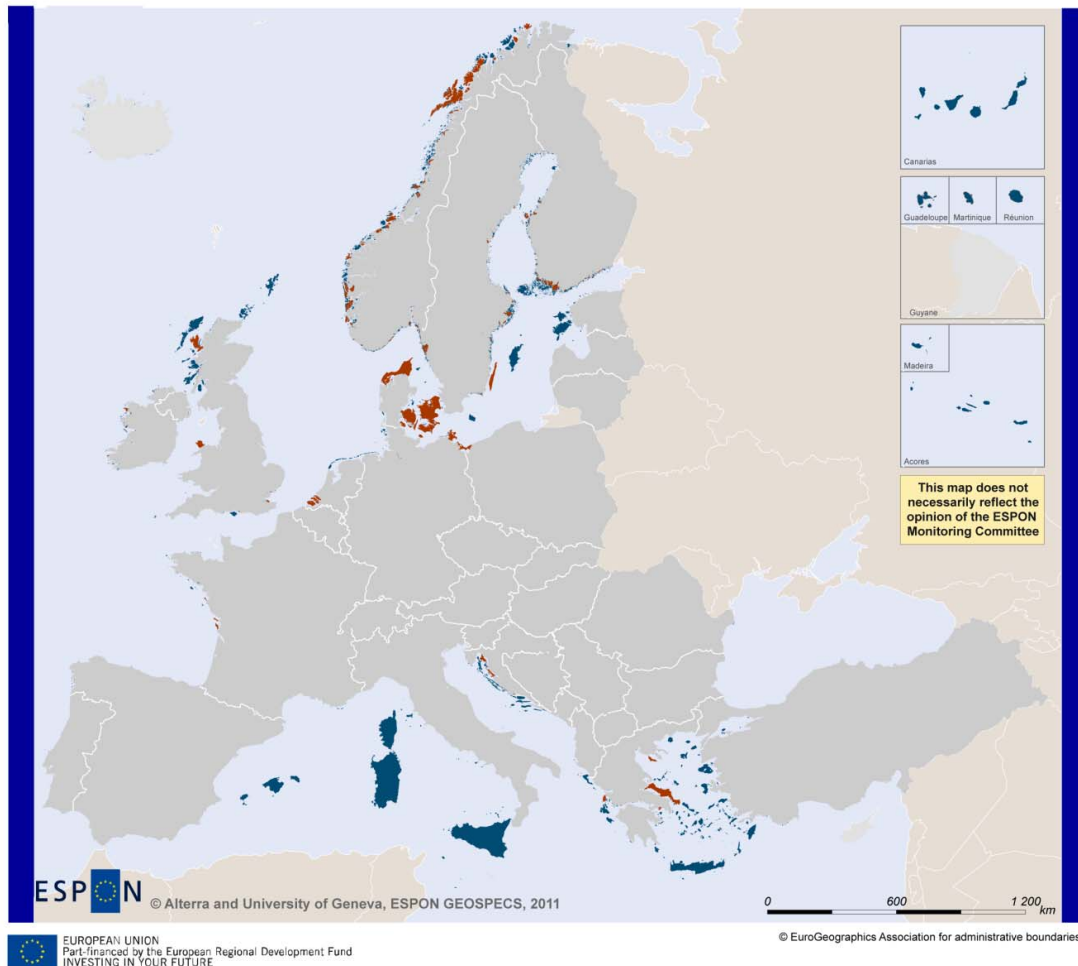 Canarias
Guadeloupe
Martinique
Réunion
Guyane
Madeira
Acores
This map does not
necessarily reflect the
opinion of the ESPON
Monitoring Committee
ESPON
© Alterra and University of Geneva, ESPON GEOSPECS, 2011
0 600 1 200
km
EUROPEAN UNION
Part-financed by the European Regional Development Fund
INVESTING IN YOUR FUTURE
© EuroGeographics Association for administrative boundaries